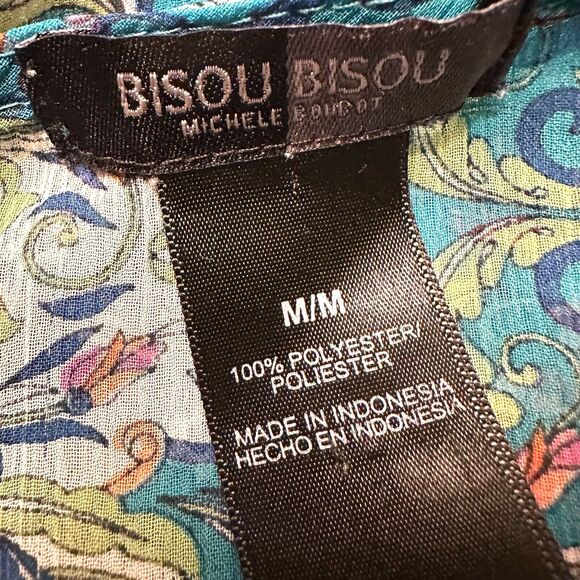 BISOU BISOU
MICHELE BOHBOT
M/M
100% POLYESTER/
POLIESTER
MADE IN INDONESIA
HECHO EN INDONESIA